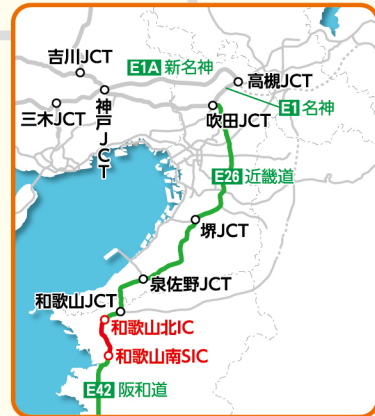 吉川JCT
E1A 新名神
高槻JCT
三木JCT
神戸JCT
吹田JCT
E1 名神
E26 近畿道
堺JCT
泉佐野JCT
和歌山JCT
和歌山北IC
和歌山南SIC
E42 阪和道